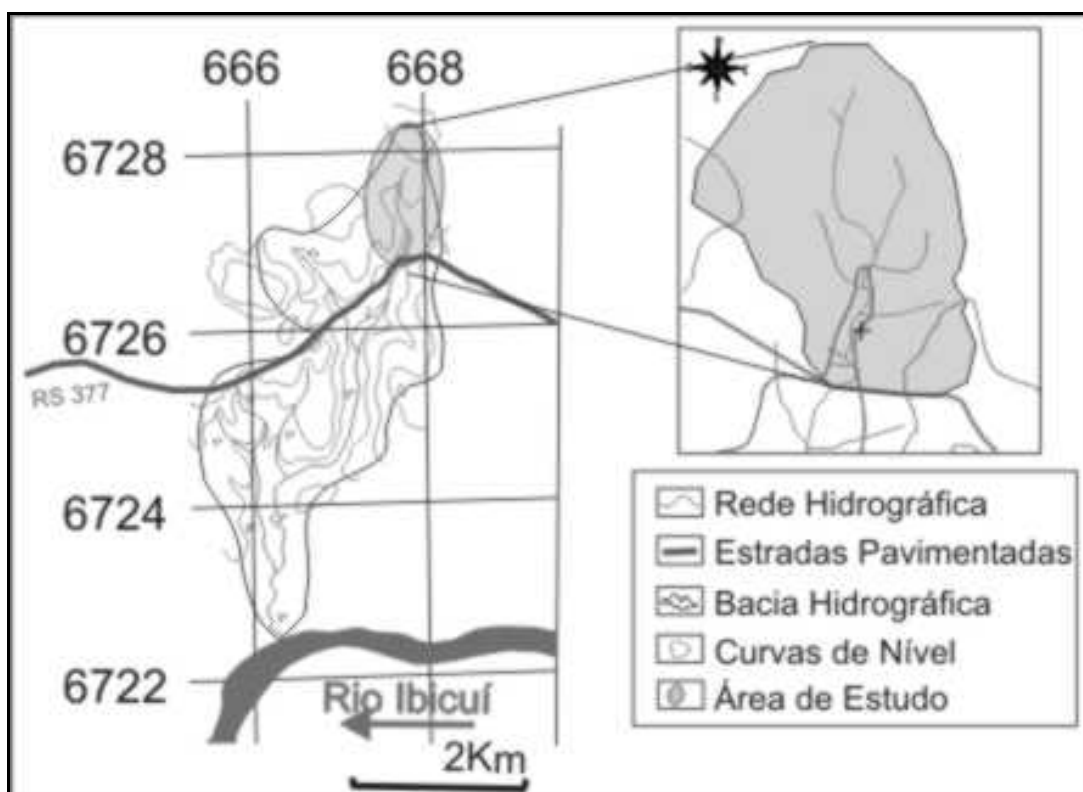 666 668
6728
6726
RS 377
6724
6722
Rio Ibicuí
2Km
Rede Hidrográfica
Estradas Pavimentadas
Bacia Hidrográfica
Curvas de Nível
Área de Estudo